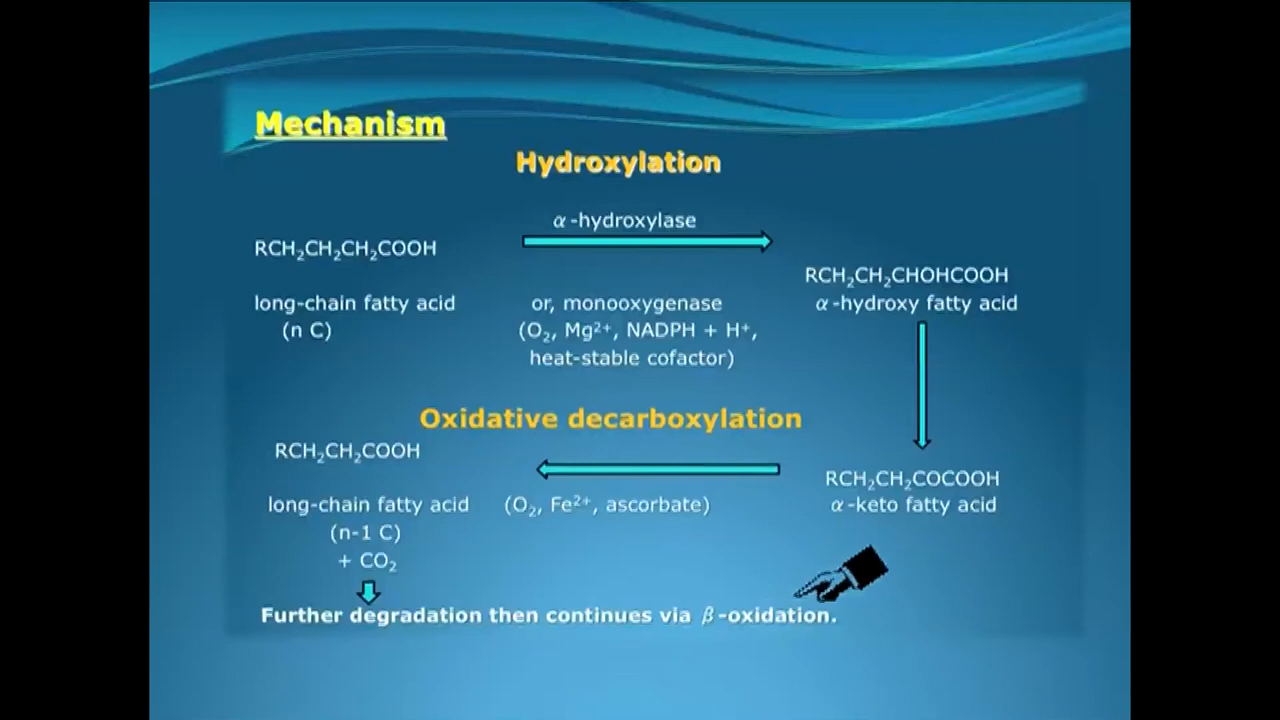 Mechanism
Hydroxylation
α-hydroxylase
RCH₂CH₂CH₂COOH
RCH₂CH₂CHOHCOOH
long-chain fatty acid
(n C)
or, monooxygenase
(O₂, Mg²⁺, NADPH + H⁺,
heat-stable cofactor)
α-hydroxy fatty acid
Oxidative decarboxylation
RCH₂CH₂COOH
RCH₂CH₂COCOOH
α-keto fatty acid
long-chain fatty acid
(n-1 C)
+ CO₂
(O₂, Fe²⁺, ascorbate)
Further degradation then continues via β-oxidation.